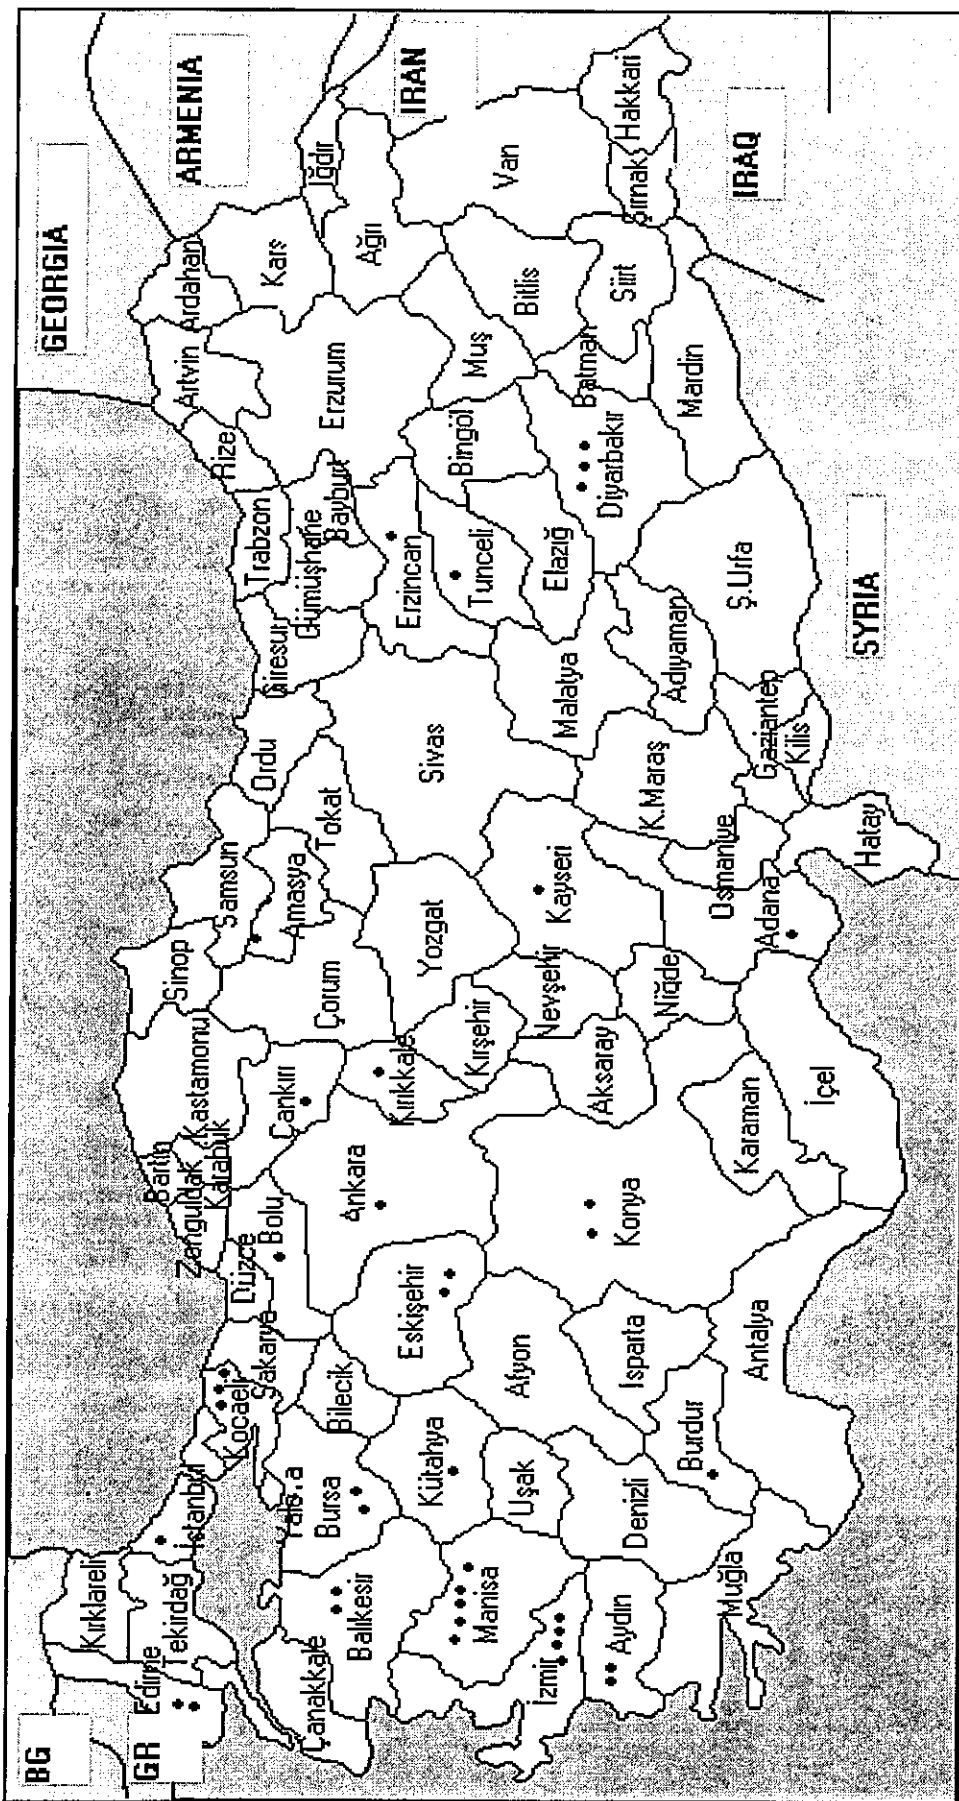 BG
GR
GEORGIA
ARMENIA
IRAN
IRAQ
SYRIA
Edirne
Kırklareli
Tekirdağ
İstanbul
Kocaeli
Sakarya
Düzce
Zonguldak
Bartın
Karabük
Kastamonu
Sinop
Samsun
Ordu
Giresun
Trabzon
Rize
Artvin
Ardahan
Çanakkale
Balıkesir
Bursa
Bilecik
Bolu
Çankırı
Çorum
Amasya
Tokat
Gümüşhane
Bayburt
Erzurum
Kars
Iğdır
Ağrı
Manisa
Kütahya
Eskişehir
Ankara
Kırıkkale
Kırşehir
Yozgat
Sivas
Erzincan
Tunceli
Bingöl
Muş
Bitlis
Van
İzmir
Uşak
Afyon
Konya
Aksaray
Nevşehir
Niğde
Kayseri
Malatya
Elazığ
Diyarbakır
Batman
Siirt
Şırnak
Hakkari
Aydın
Denizli
Isparta
Burdur
Muğla
Antalya
Karaman
İçel
Adana
Osmaniye
K.Maraş
Adıyaman
Gaziantep
Kilis
Hatay
Ş.Urfa
Mardin